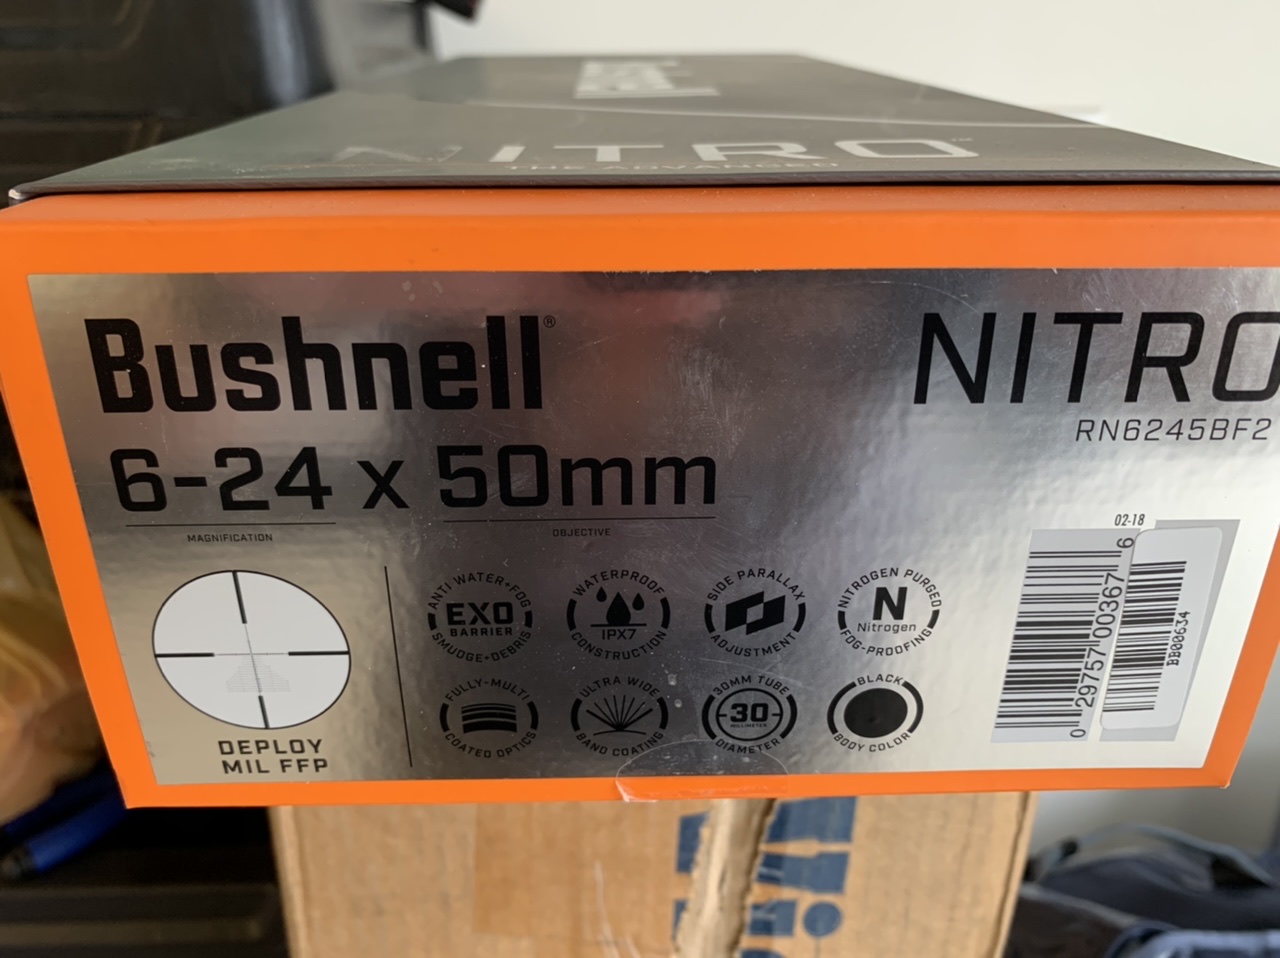 NITRO™
THE ADVANCED
Bushnell®
NITRO
RN6245BF2
6-24 x 50mm
MAGNIFICATION
OBJECTIVE
02-18
ANTI WATER+FOG
EXO
BARRIER
SMUDGE+DEBRIS
WATERPROOF
IPX7
CONSTRUCTION
SIDE PARALLAX
ADJUSTMENT
NITROGEN PURGED
N
Nitrogen
FOG-PROOFING
FULLY-MULTI
COATED OPTICS
ULTRA WIDE
BAND COATING
30MM TUBE
-30-
MILLIMETER
DIAMETER
BLACK
BODY COLOR
DEPLOY
MIL FFP
0 29757 00367 6
BB00634